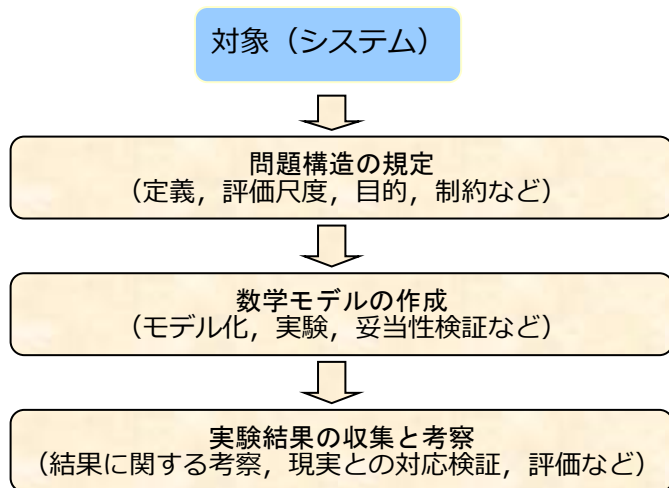 対象（システム）
問題構造の規定
（定義，評価尺度，目的，制約など）
数学モデルの作成
（モデル化，実験，妥当性検証など）
実験結果の収集と考察
（結果に関する考察，現実との対応検証，評価など）